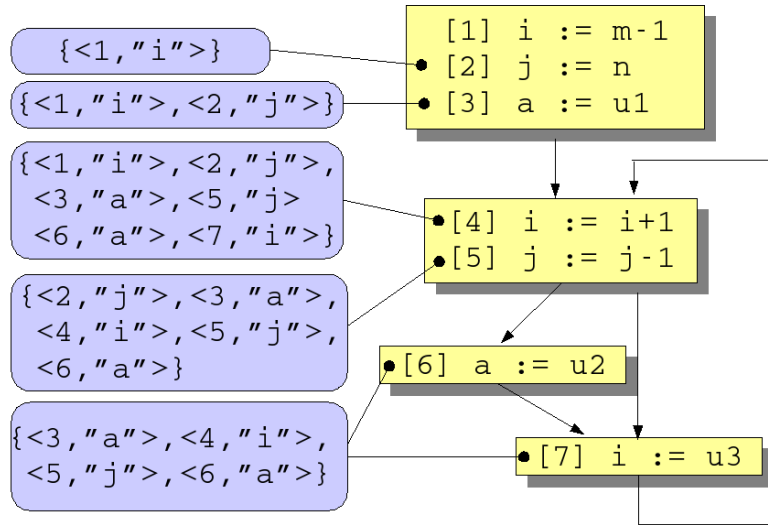 {<1,”i”>}
{<1,”i”>,<2,”j”>}
{<1,”i”>,<2,”j”>,
<3,”a”>,<5,”j>
<6,”a”>,<7,”i”>}
{<2,”j”>,<3,”a”>,
<4,”i”>,<5,”j”>,
<6,”a”>}
{<3,”a”>,<4,”i”>,
<5,”j”>,<6,”a”>}
[1] i := m-1
[2] j := n
[3] a := u1
[4] i := i+1
[5] j := j-1
[6] a := u2
[7] i := u3